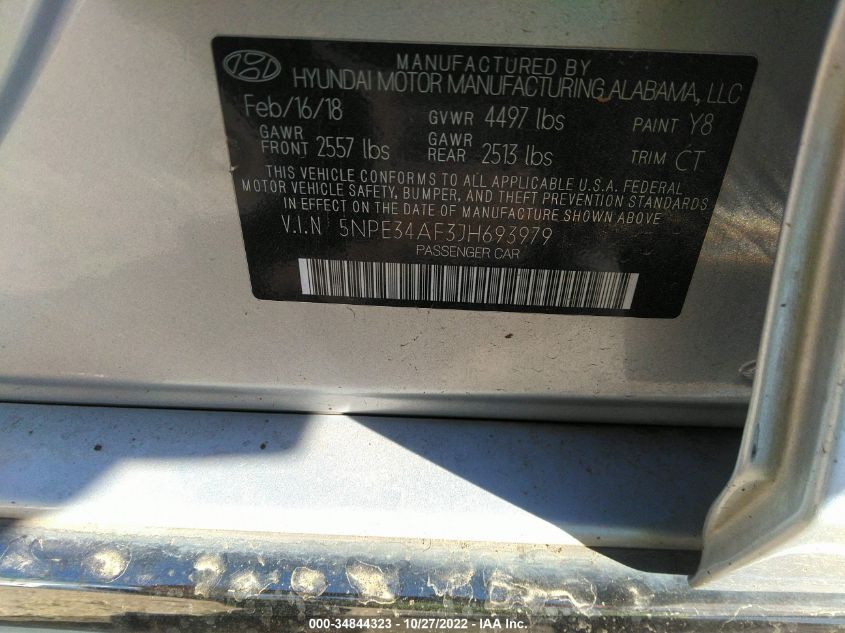 MANUFACTURED BY
HYUNDAI MOTOR MANUFACTURING ALABAMA, LLC
Feb/16/18 GVWR 4497 lbs PAINT Y8
GAWR FRONT 2557 lbs GAWR REAR 2513 lbs TRIM CT
THIS VEHICLE CONFORMS TO ALL APPLICABLE U.S.A. FEDERAL
MOTOR VEHICLE SAFETY, BUMPER, AND THEFT PREVENTION STANDARDS
IN EFFECT ON THE DATE OF MANUFACTURE SHOWN ABOVE
V.I.N 5NPE34AF3JH693979
PASSENGER CAR
000-34844323 - 10/27/2022 - IAA Inc.